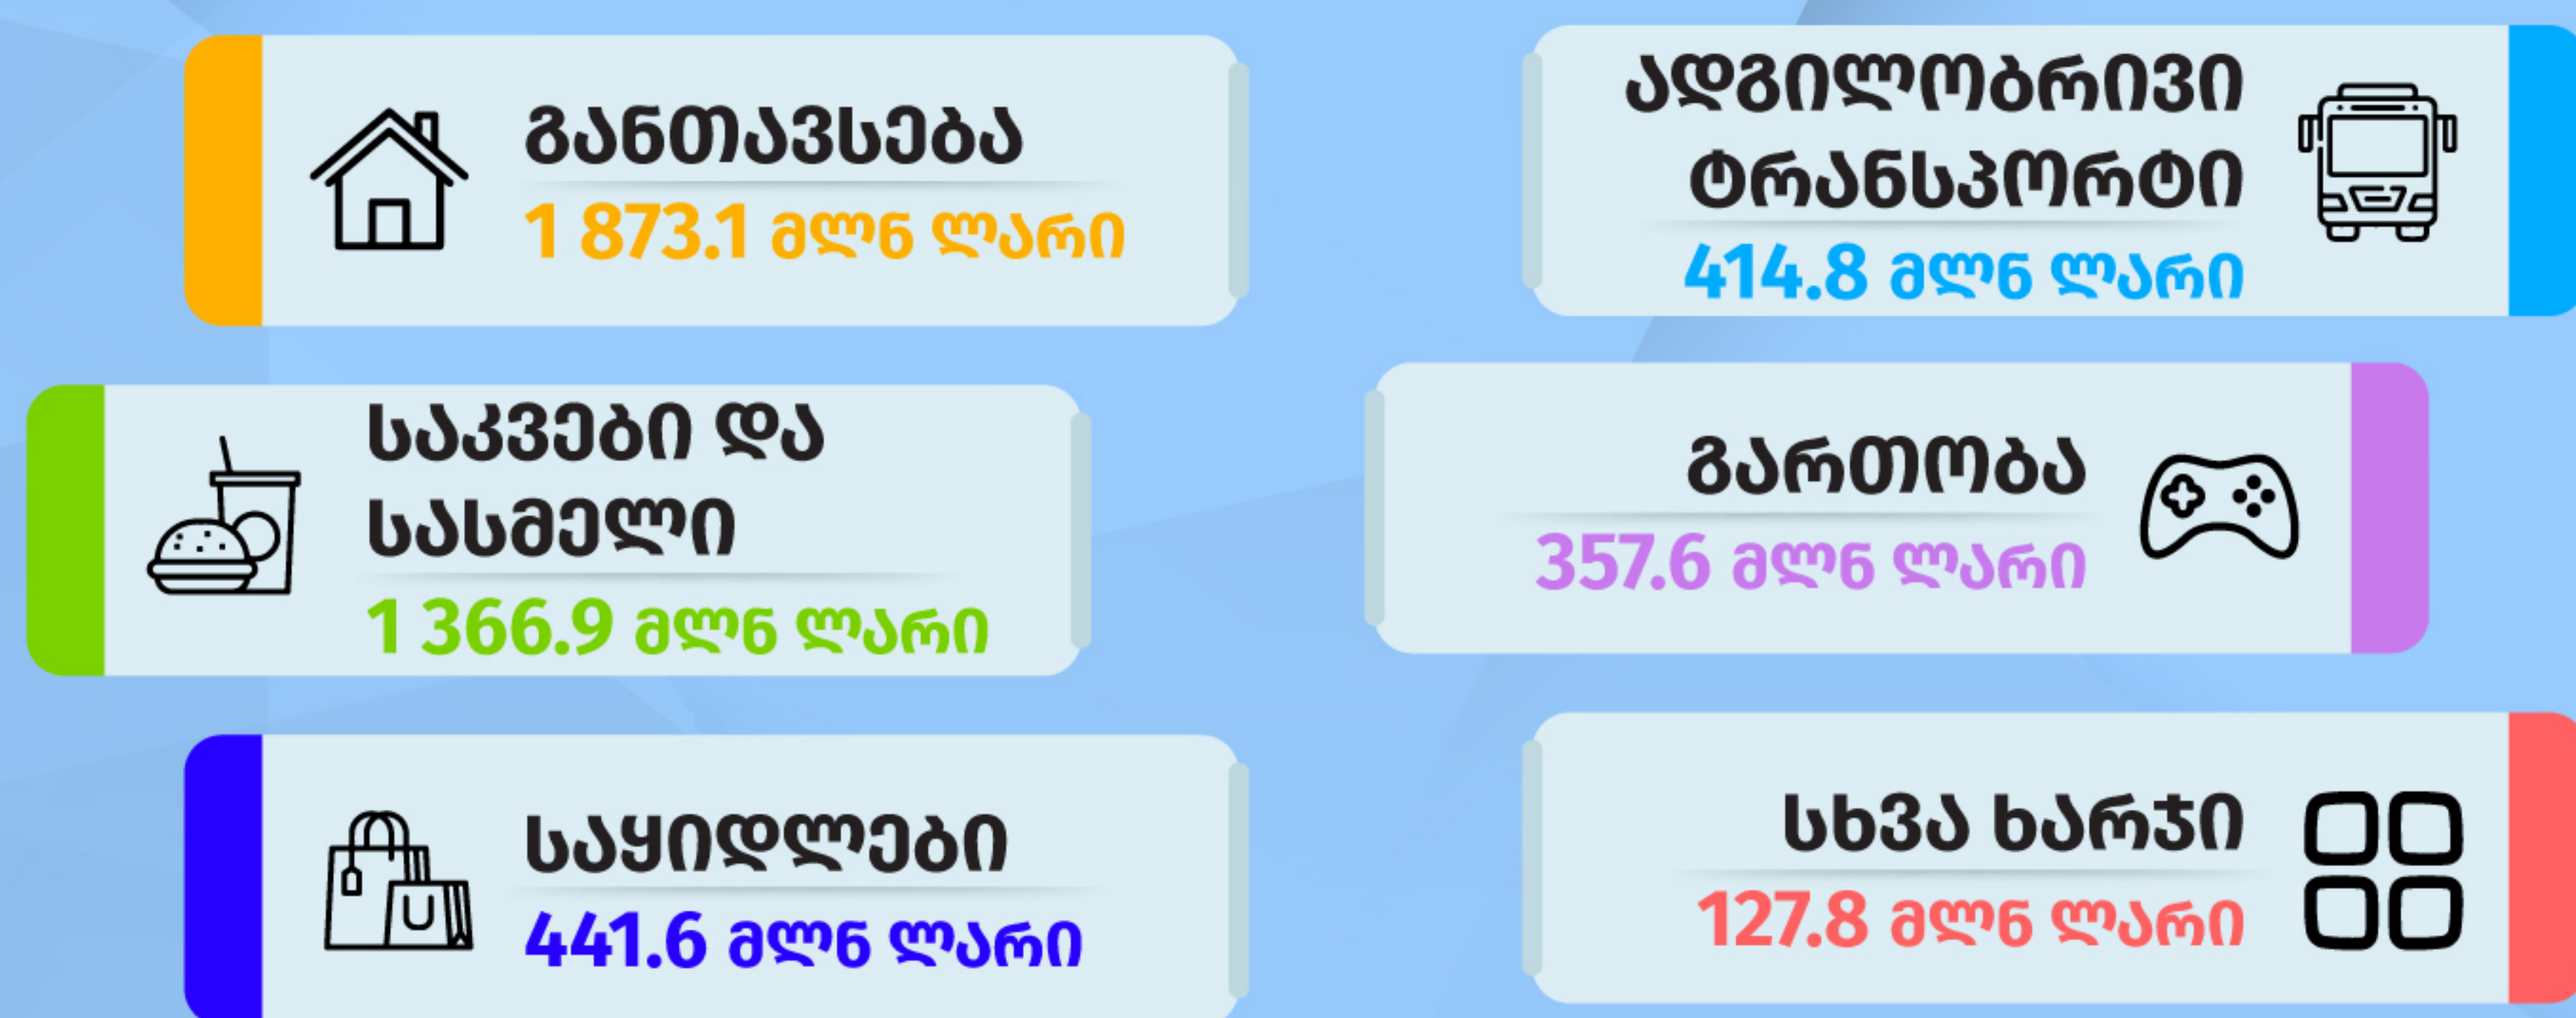 განთავსება
1 873.1 მლნ ლარი
საკვები და
სასმელი
1 366.9 მლნ ლარი
საყიდლები
441.6 მლნ ლარი
ადგილობრივი
ტრანსპორტი
414.8 მლნ ლარი
გართობა
357.6 მლნ ლარი
სხვა ხარჯი
127.8 მლნ ლარი